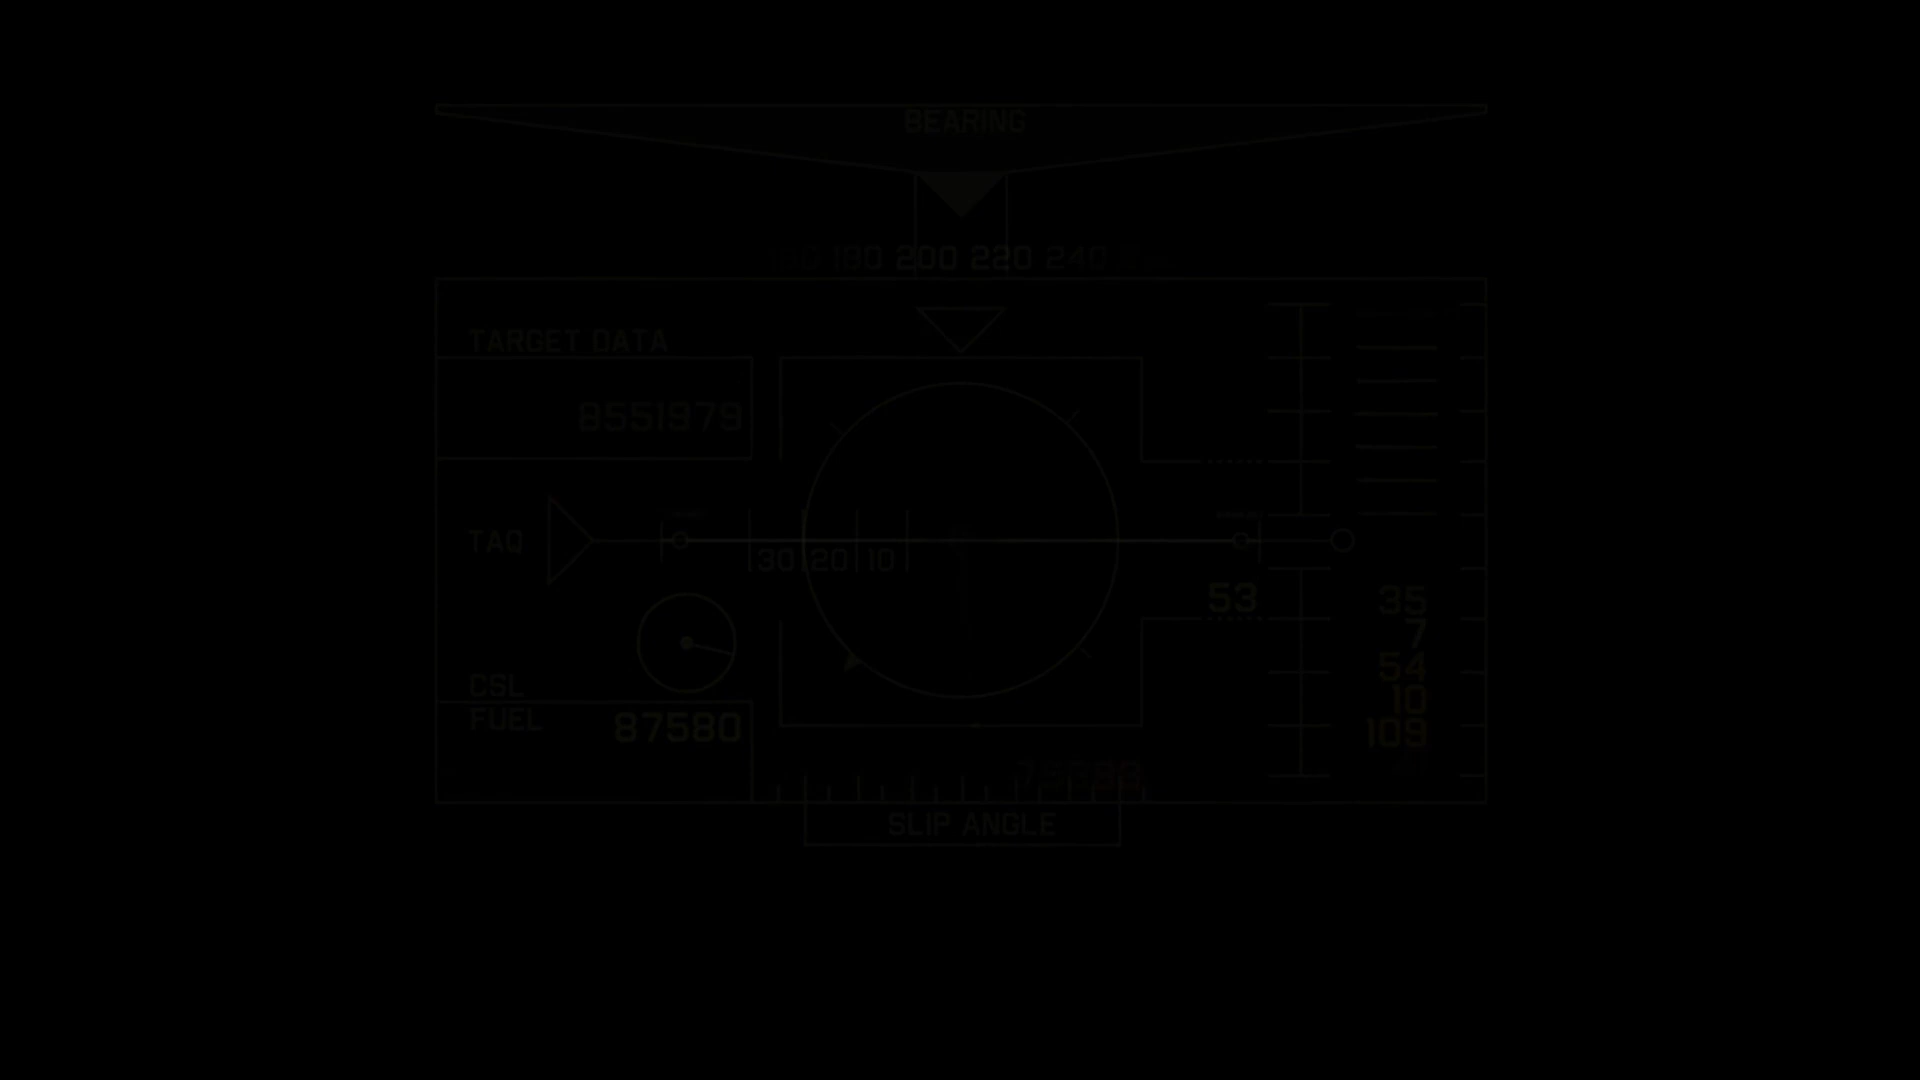 BEARING
180 200 220 240
TARGET DATA
8551979
TAQ
30 20 10
53
35
7
54
10
109
CSL
FUEL
87580
SLIP ANGLE